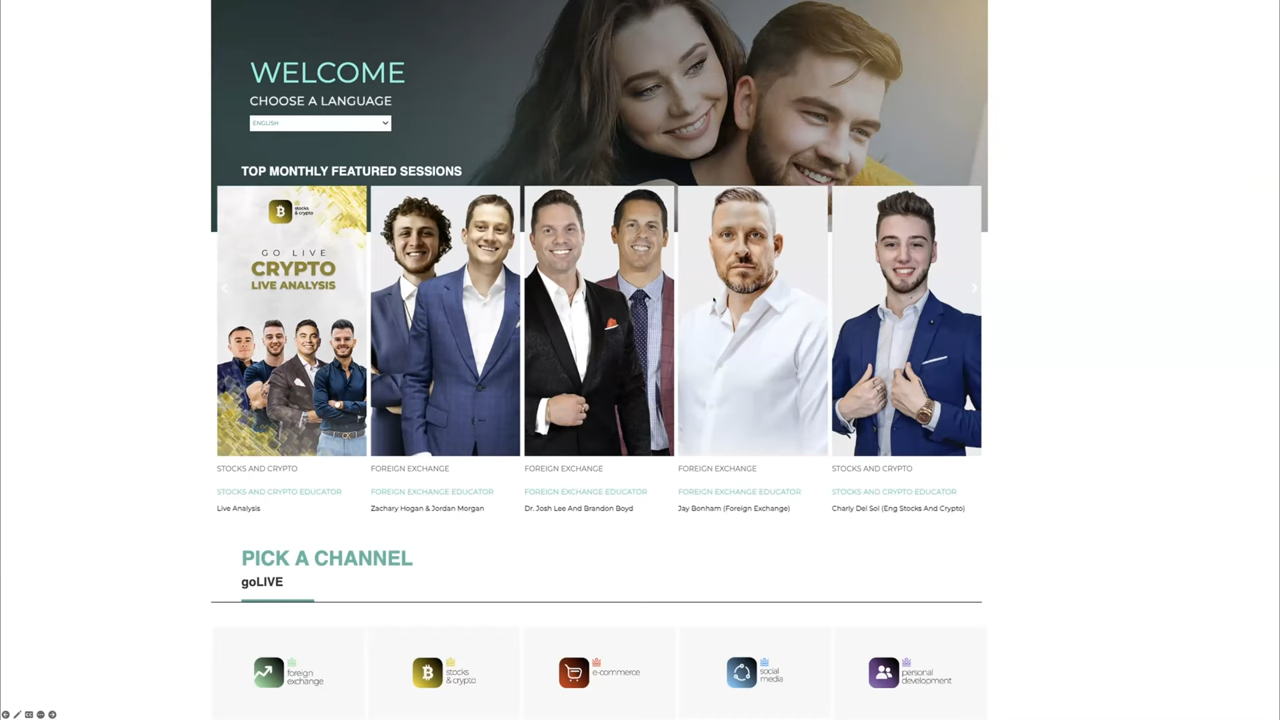 WELCOME
CHOOSE A LANGUAGE
ENGLISH
TOP MONTHLY FEATURED SESSIONS
stocks
& crypto
GO LIVE
CRYPTO
LIVE ANALYSIS
STOCKS AND CRYPTO
STOCKS AND CRYPTO EDUCATOR
Live Analysis
FOREIGN EXCHANGE
FOREIGN EXCHANGE EDUCATOR
Zachary Hogan & Jordan Morgan
FOREIGN EXCHANGE
FOREIGN EXCHANGE EDUCATOR
Dr. Josh Lee And Brandon Boyd
FOREIGN EXCHANGE
FOREIGN EXCHANGE EDUCATOR
Jay Bonham (Foreign Exchange)
STOCKS AND CRYPTO
STOCKS AND CRYPTO EDUCATOR
Charly Del Sol (Eng Stocks And Crypto)
PICK A CHANNEL
goLIVE
foreign
exchange
stocks
& crypto
e-commerce
social
media
personal
development